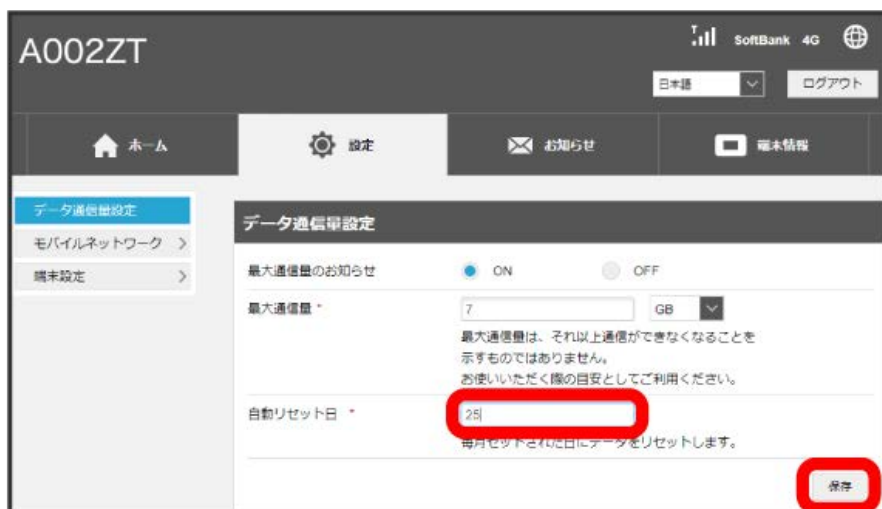 A002ZT
SoftBank 4G
日本語
ログアウト
ホーム
設定
お知らせ
端末情報
データ通信量設定
モバイルネットワーク
端末設定
データ通信量設定
最大通信量のお知らせ
ON
OFF
最大通信量 *
7
GB
最大通信量は、それ以上通信ができなくなることを
示すものではありません。
お使いいただく際の目安としてご利用ください。
自動リセット日 *
25
毎月セットされた日にデータをリセットします。
保存